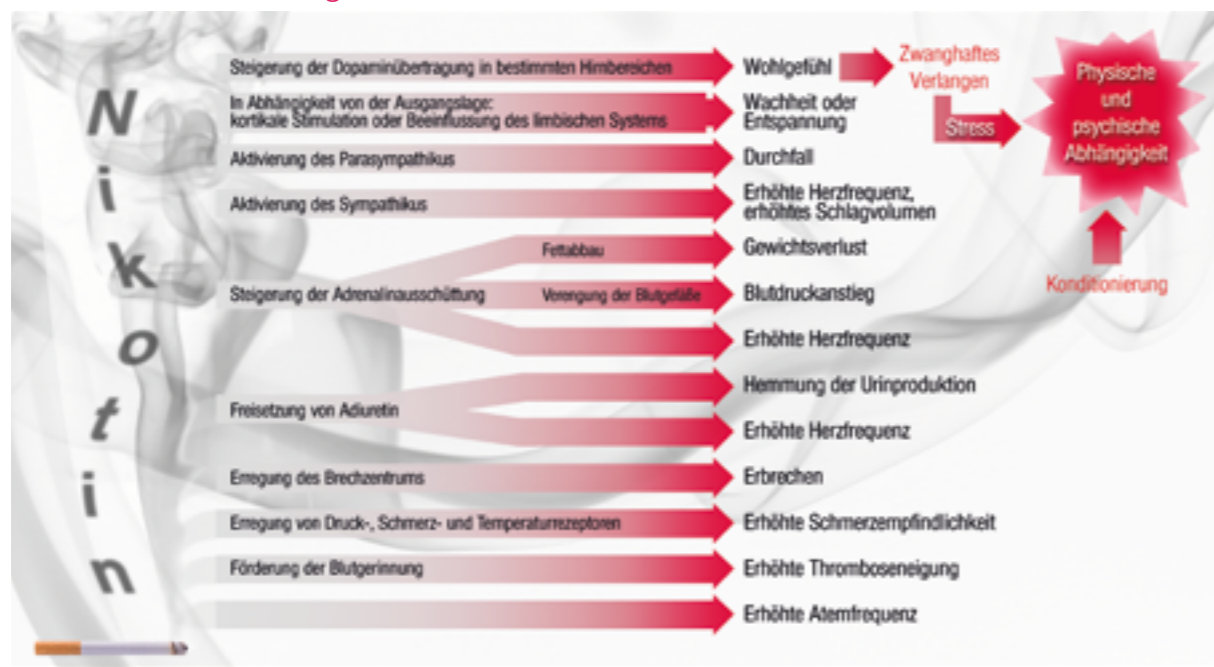 Nikotin
Steigerung der Dopaminübertragung in bestimmten Hirnbereichen
Wohlgefühl
Zwanghaftes
Verlangen
Stress
Physische
und
psychische
Abhängigkeit
Konditionierung
In Abhängigkeit von der Ausgangslage:
kortikale Stimulation oder Beeinflussung des limbischen Systems
Wachheit oder
Entspannung
Aktivierung des Parasympathikus
Durchfall
Aktivierung des Sympathikus
Erhöhte Herzfrequenz,
erhöhtes Schlagvolumen
Steigerung der Adrenalinausschüttung
Fettabbau
Gewichtsverlust
Verengung der Blutgefäße
Blutdruckanstieg
Erhöhte Herzfrequenz
Freisetzung von Adiuretin
Hemmung der Urinproduktion
Erhöhte Herzfrequenz
Erregung des Brechzentrums
Erbrechen
Erregung von Druck-, Schmerz- und Temperaturrezeptoren
Erhöhte Schmerzempfindlichkeit
Förderung der Blutgerinnung
Erhöhte Thromboseneigung
Erhöhte Atemfrequenz